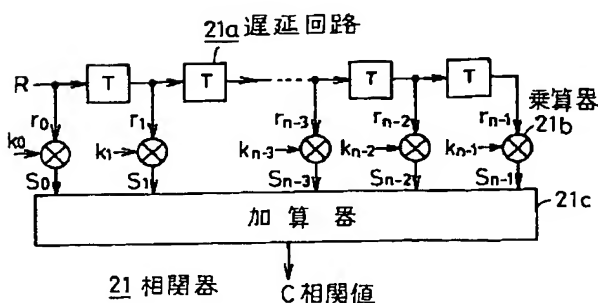 21a 遅延回路
R T T T T
乗算器
r0 r1 rn-3 rn-2 rn-1 21b
k0 k1 kn-3 kn-2 kn-1
S0 S1 Sn-3 Sn-2 Sn-1
加算器 21c
21 相関器 C相関値